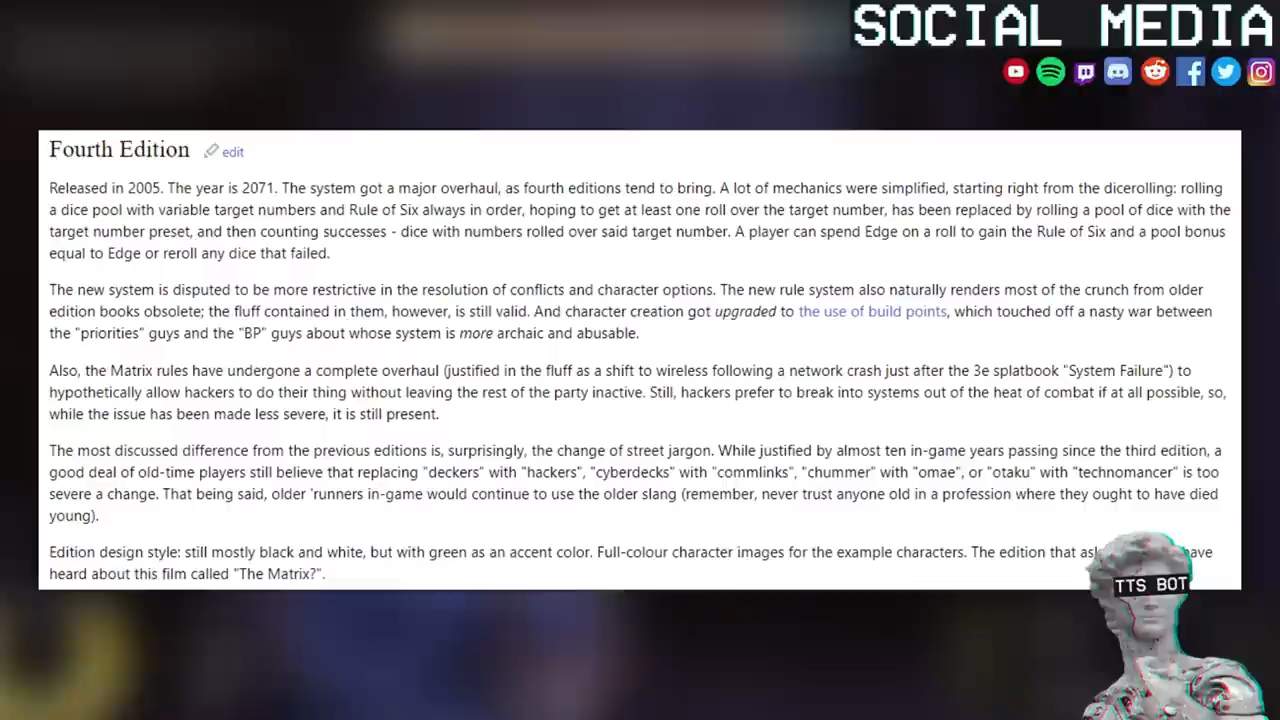 SOCIAL MEDIA
Fourth Edition edit
Released in 2005. The year is 2071. The system got a major overhaul, as fourth editions tend to bring. A lot of mechanics were simplified, starting right from the dicerolling: rolling
a dice pool with variable target numbers and Rule of Six always in order, hoping to get at least one roll over the target number, has been replaced by rolling a pool of dice with the
target number preset, and then counting successes - dice with numbers rolled over said target number. A player can spend Edge on a roll to gain the Rule of Six and a pool bonus
equal to Edge or reroll any dice that failed.
The new system is disputed to be more restrictive in the resolution of conflicts and character options. The new rule system also naturally renders most of the crunch from older
edition books obsolete; the fluff contained in them, however, is still valid. And character creation got upgraded to the use of build points, which touched off a nasty war between
the "priorities" guys and the "BP" guys about whose system is more archaic and abusable.
Also, the Matrix rules have undergone a complete overhaul (justified in the fluff as a shift to wireless following a network crash just after the 3e splatbook "System Failure") to
hypothetically allow hackers to do their thing without leaving the rest of the party inactive. Still, hackers prefer to break into systems out of the heat of combat if at all possible, so,
while the issue has been made less severe, it is still present.
The most discussed difference from the previous editions is, surprisingly, the change of street jargon. While justified by almost ten in-game years passing since the third edition, a
good deal of old-time players still believe that replacing "deckers" with "hackers", "cyberdecks" with "commlinks", "chummer" with "omae", or "otaku" with "technomancer" is too
severe a change. That being said, older 'runners in-game would continue to use the older slang (remember, never trust anyone old in a profession where they ought to have died
young).
Edition design style: still mostly black and white, but with green as an accent color. Full-colour character images for the example characters. The edition that have
heard about this film called "The Matrix?".
TTS BOT